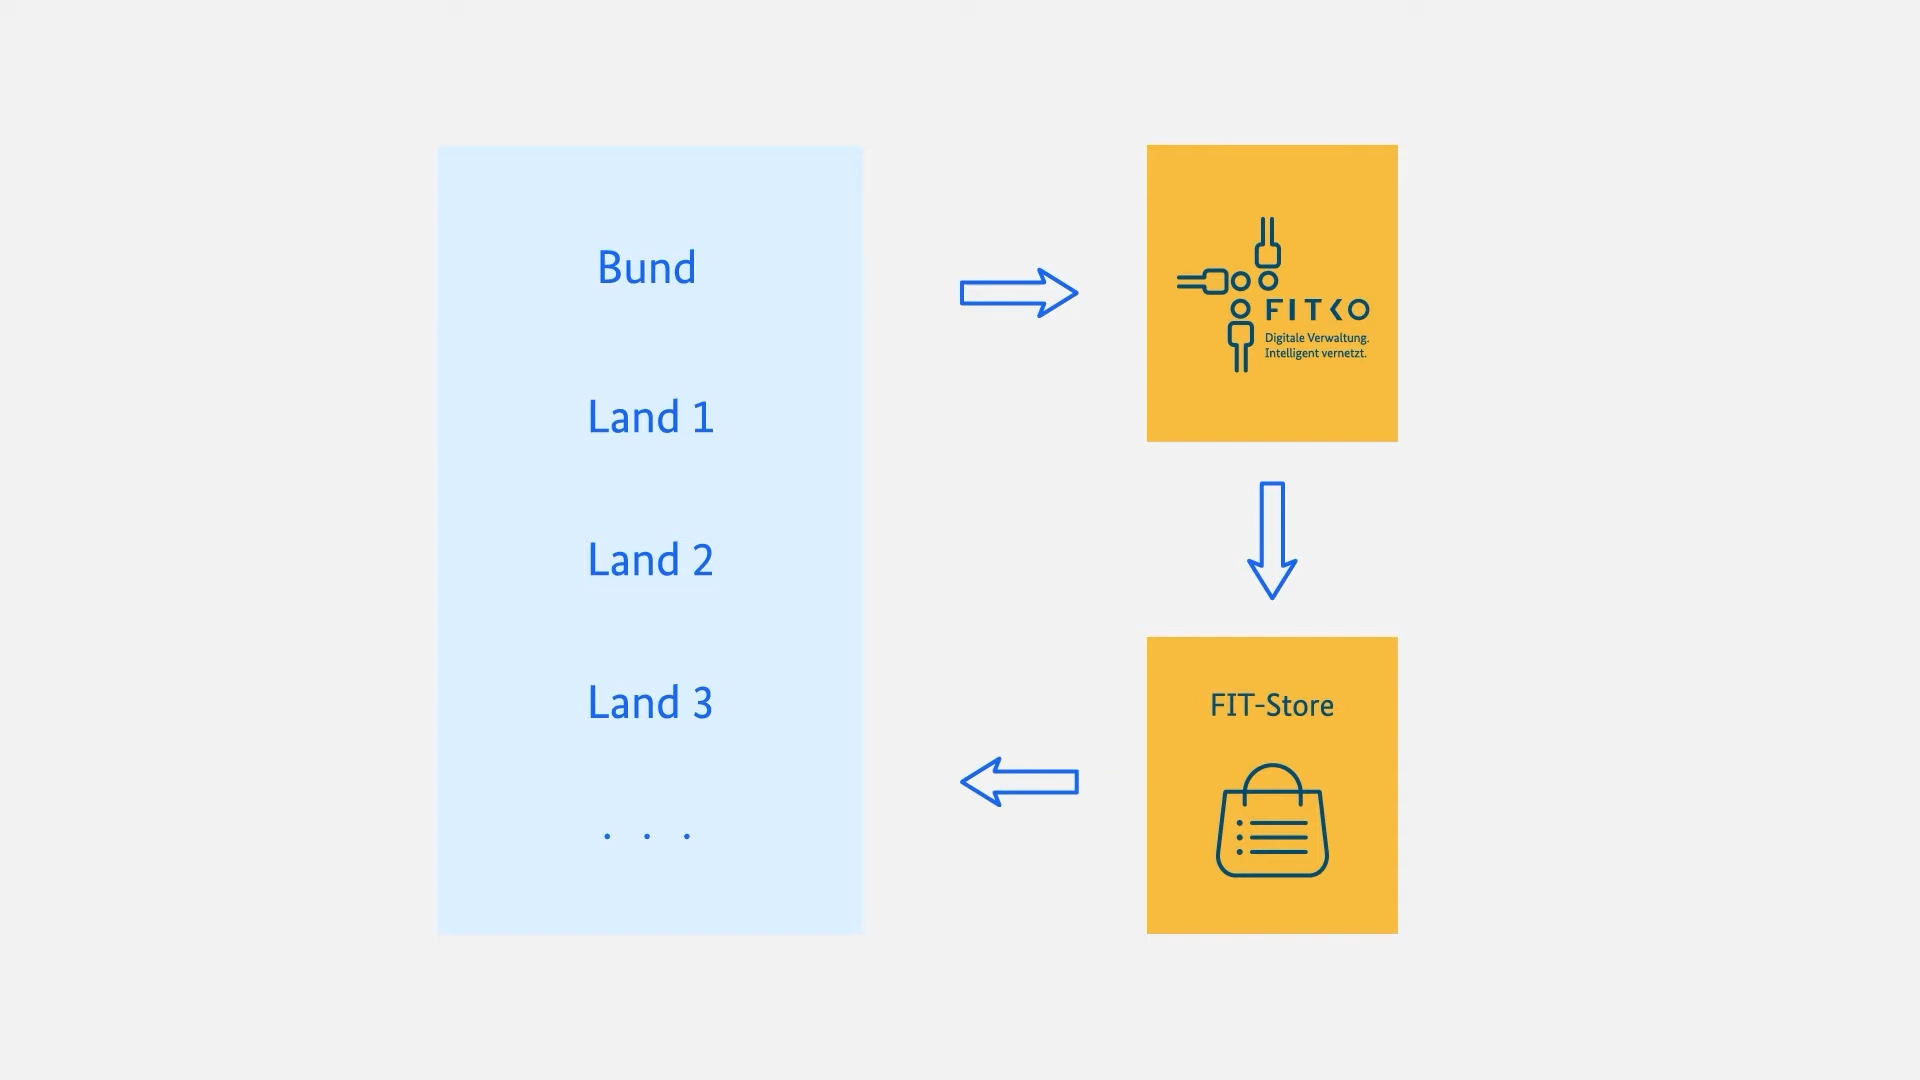 Bund
Land 1
Land 2
Land 3
. . .
FITKO
Digitale Verwaltung.
Intelligent vernetzt.
FIT-Store